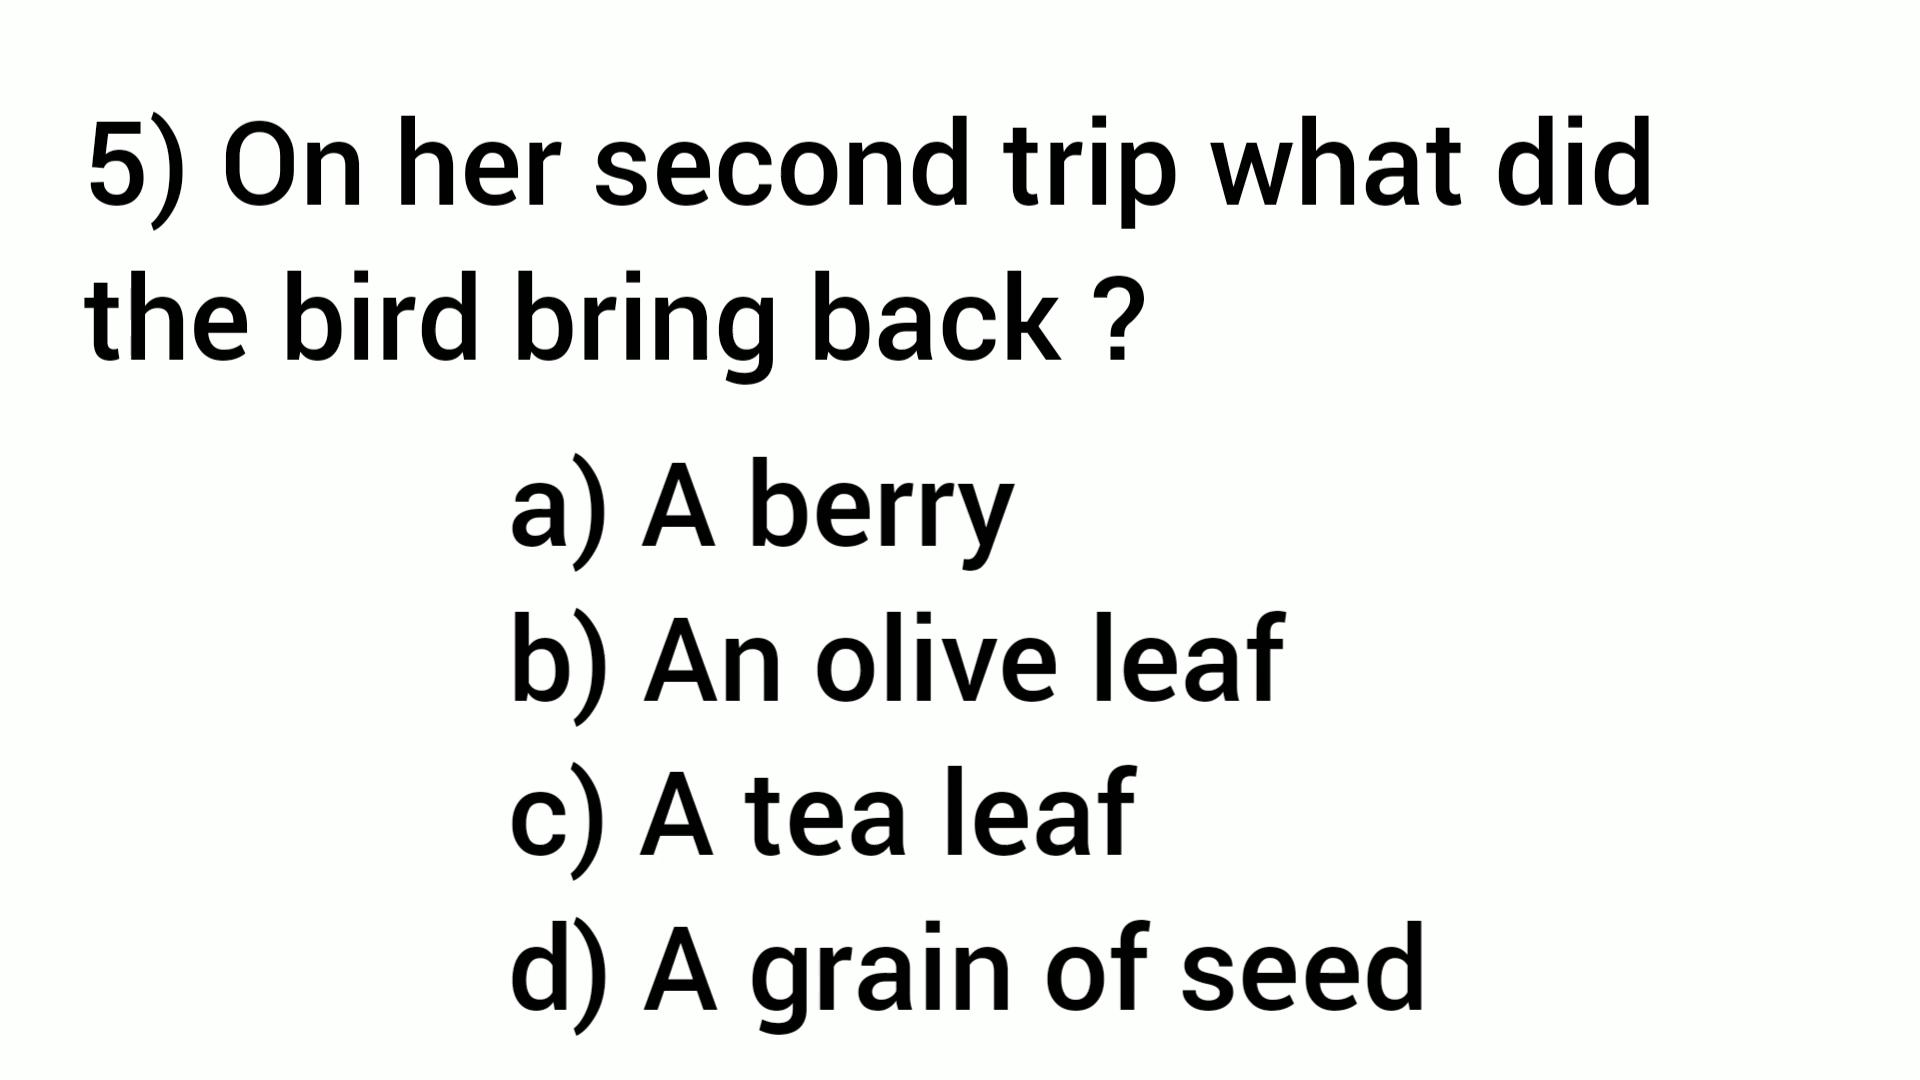 5) On her second trip what did
the bird bring back ?
a) A berry
b) An olive leaf
c) A tea leaf
d) A grain of seed